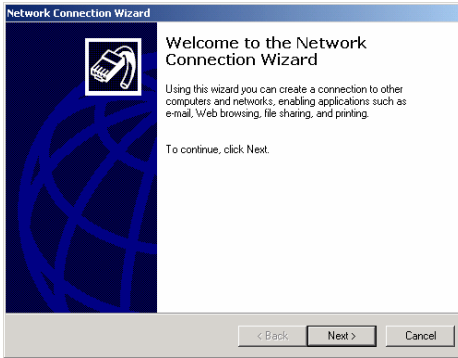 Network Connection Wizard
Welcome to the Network
Connection Wizard
Using this wizard you can create a connection to other
computers and networks, enabling applications such as
e-mail, Web browsing, file sharing, and printing.
To continue, click Next.
< Back Next > Cancel